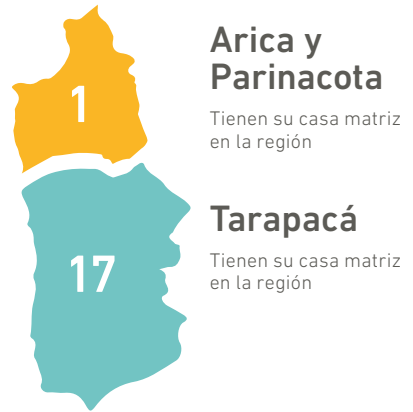 1
Arica y
Parinacota
Tienen su casa matriz
en la región
17
Tarapacá
Tienen su casa matriz
en la región